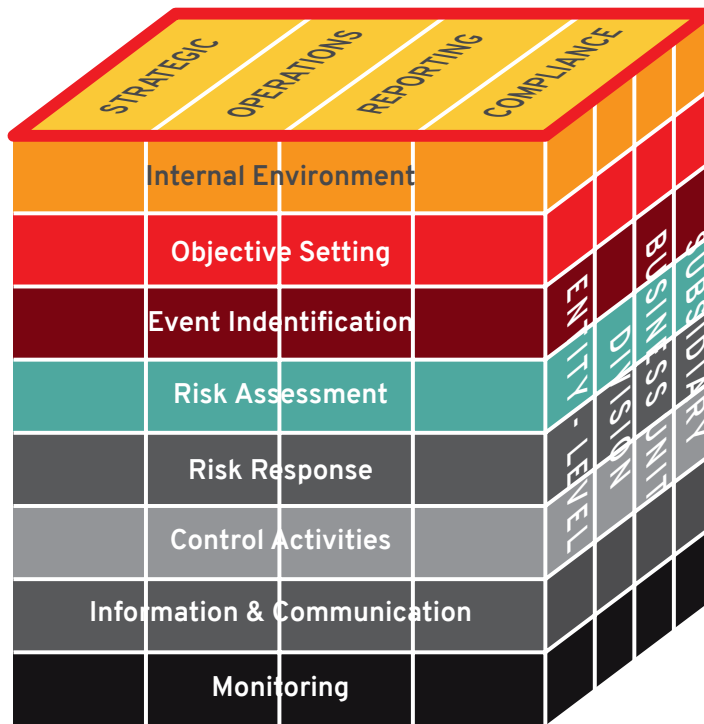 STRATEGIC
OPERATIONS
REPORTING
COMPLIANCE
Internal Environment
Objective Setting
Event Indentification
Risk Assessment
Risk Response
Control Activities
Information & Communication
Monitoring
ENTITY - LEVEL
DIVISION
BUSINESS UNIT
SUBSIDIARY